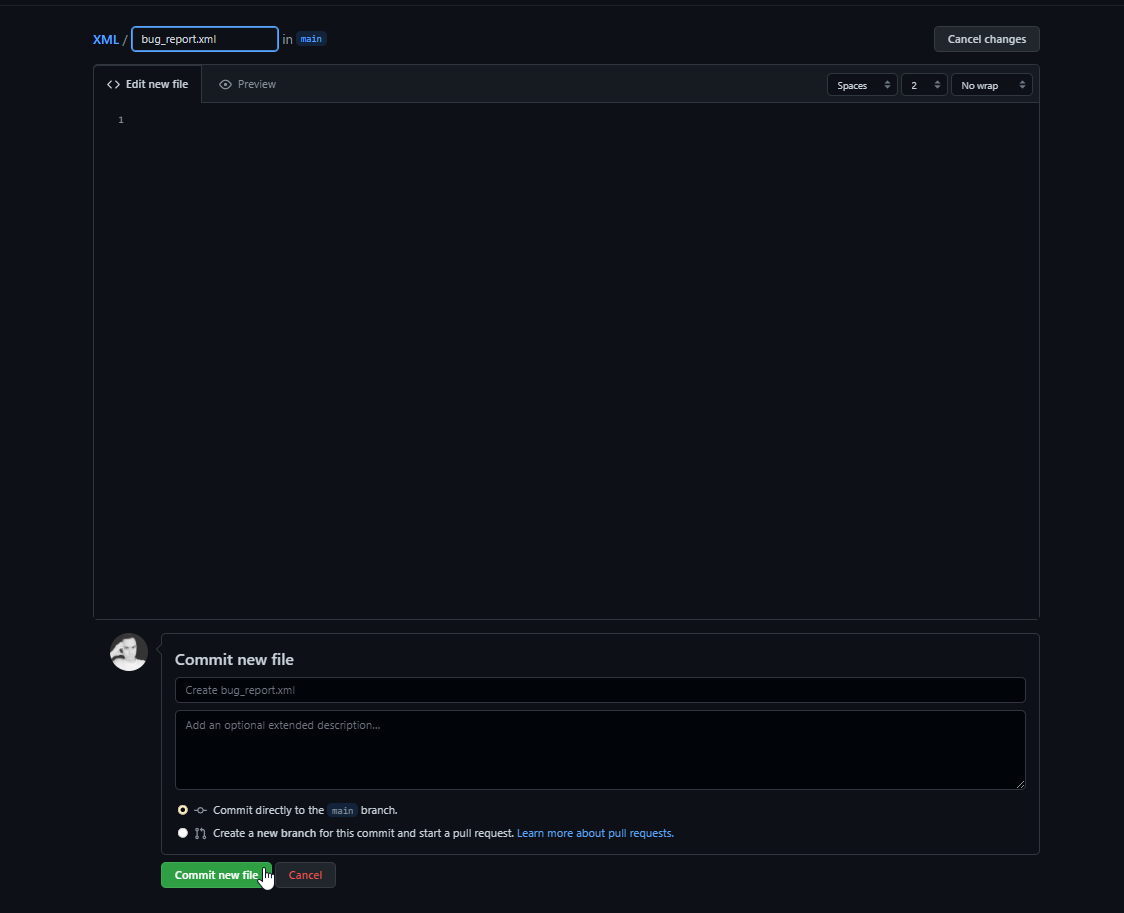 XML / bug_report.xml in main Cancel changes
<> Edit new file Preview Spaces 2 No wrap
1
Commit new file
Create bug_report.xml
Add an optional extended description...
Commit directly to the main branch.
Create a new branch for this commit and start a pull request. Learn more about pull requests.
Commit new file Cancel